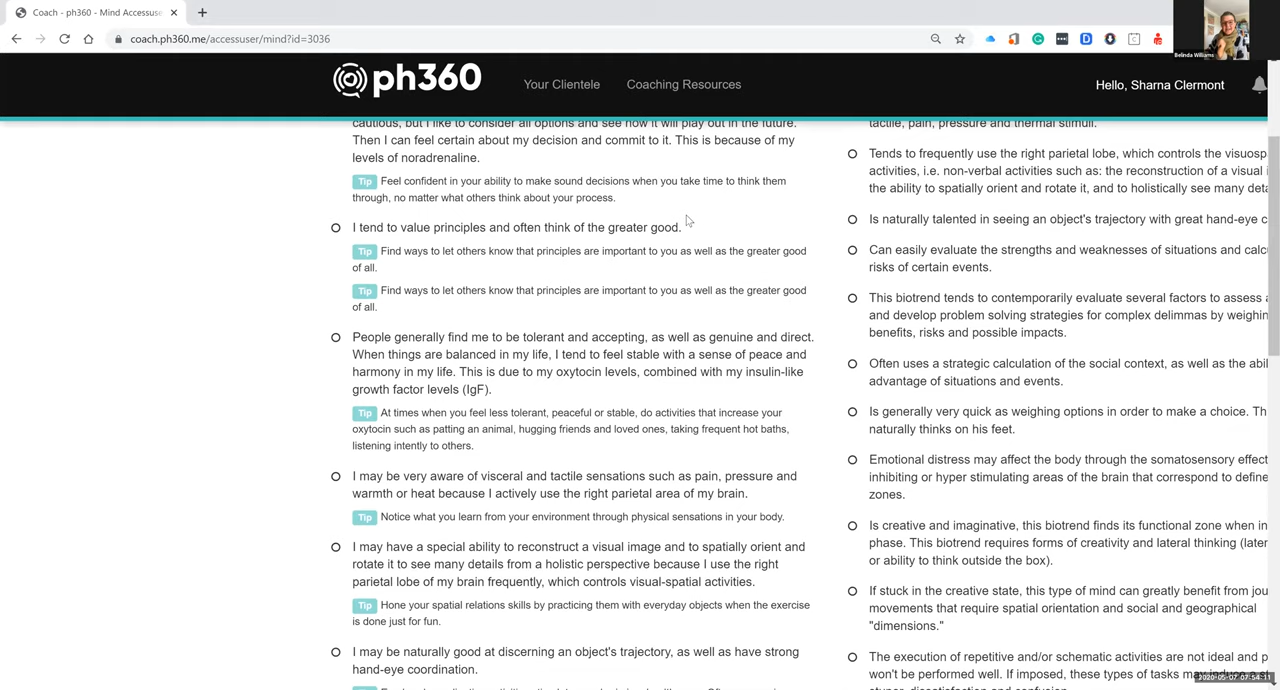 Coach - ph360 - Mind Accessuse
coach.ph360.me/accessuser/mind?id=3036
Belinda Williams
ph360
Your Clientele
Coaching Resources
Hello, Sharna Clermont
cautious, but I like to consider all options and see how it will play out in the future.
Then I can feel certain about my decision and commit to it. This is because of my
levels of noradrenaline.
Tip Feel confident in your ability to make sound decisions when you take time to think them
through, no matter what others think about your process.
I tend to value principles and often think of the greater good.
Tip Find ways to let others know that principles are important to you as well as the greater good
of all.
Tip Find ways to let others know that principles are important to you as well as the greater good
of all.
People generally find me to be tolerant and accepting, as well as genuine and direct.
When things are balanced in my life, I tend to feel stable with a sense of peace and
harmony in my life. This is due to my oxytocin levels, combined with my insulin-like
growth factor levels (IgF).
Tip At times when you feel less tolerant, peaceful or stable, do activities that increase your
oxytocin such as patting an animal, hugging friends and loved ones, taking frequent hot baths,
listening intently to others.
I may be very aware of visceral and tactile sensations such as pain, pressure and
warmth or heat because I actively use the right parietal area of my brain.
Tip Notice what you learn from your environment through physical sensations in your body.
I may have a special ability to reconstruct a visual image and to spatially orient and
rotate it to see many details from a holistic perspective because I use the right
parietal lobe of my brain frequently, which controls visual-spatial activities.
Tip Hone your spatial relations skills by practicing them with everyday objects when the exercise
is done just for fun.
I may be naturally good at discerning an object's trajectory, as well as have strong
hand-eye coordination.
tactile, pain, pressure and thermal stimuli.
Tends to frequently use the right parietal lobe, which controls the visuosp
activities, i.e. non-verbal activities such as: the reconstruction of a visual
the ability to spatially orient and rotate it, and to holistically see many deta
Is naturally talented in seeing an object's trajectory with great hand-eye c
Can easily evaluate the strengths and weaknesses of situations and calc
risks of certain events.
This biotrend tends to contemporarily evaluate several factors to assess a
and develop problem solving strategies for complex delimmas by weighin
benefits, risks and possible impacts.
Often uses a strategic calculation of the social context, as well as the abil
advantage of situations and events.
Is generally very quick as weighing options in order to make a choice. Th
naturally thinks on his feet.
Emotional distress may affect the body through the somatosensory effect
inhibiting or hyper stimulating areas of the brain that correspond to define
zones.
Is creative and imaginative, this biotrend finds its functional zone when in
phase. This biotrend requires forms of creativity and lateral thinking (later
or ability to think outside the box).
If stuck in the creative state, this type of mind can greatly benefit from jou
movements that require spatial orientation and social and geographical
"dimensions."
The execution of repetitive and/or schematic activities are not ideal and p
won't be performed well. If imposed, these types of tasks may
2020-05-07 07:54:11